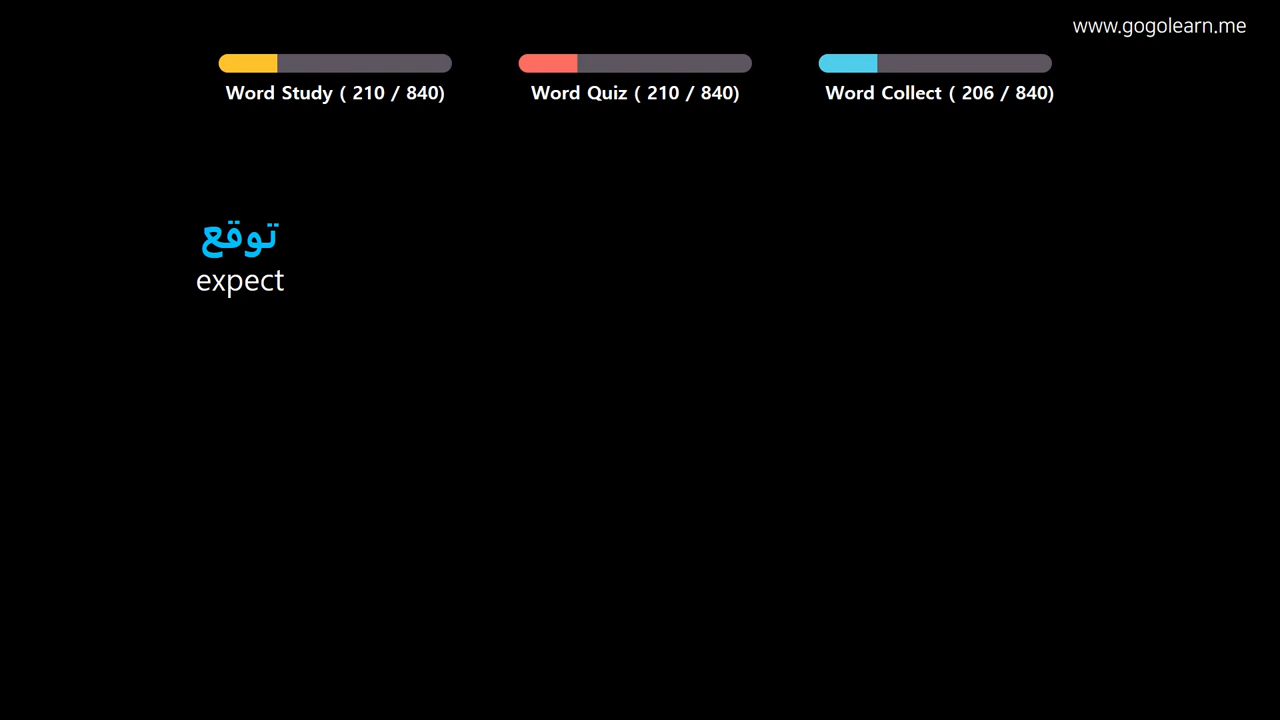 www.gogolearn.me
Word Study ( 210 / 840)
Word Quiz ( 210 / 840)
Word Collect ( 206 / 840)
توقع
expect